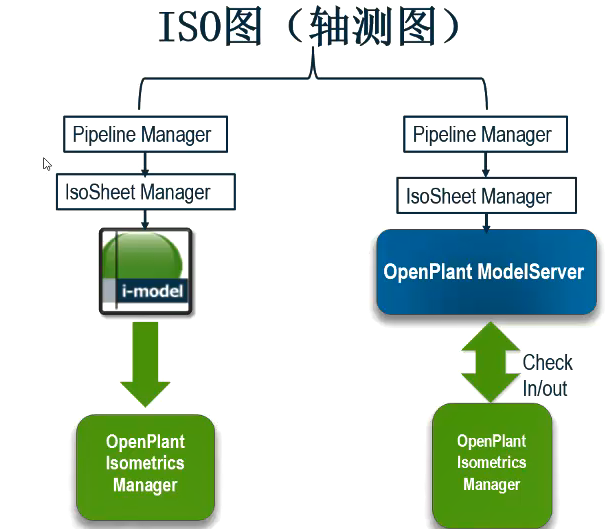 ISO图（轴测图）
Pipeline Manager
IsoSheet Manager
i-model
OpenPlant
Isometrics
Manager
Pipeline Manager
IsoSheet Manager
OpenPlant ModelServer
Check
In/out
OpenPlant
Isometrics
Manager